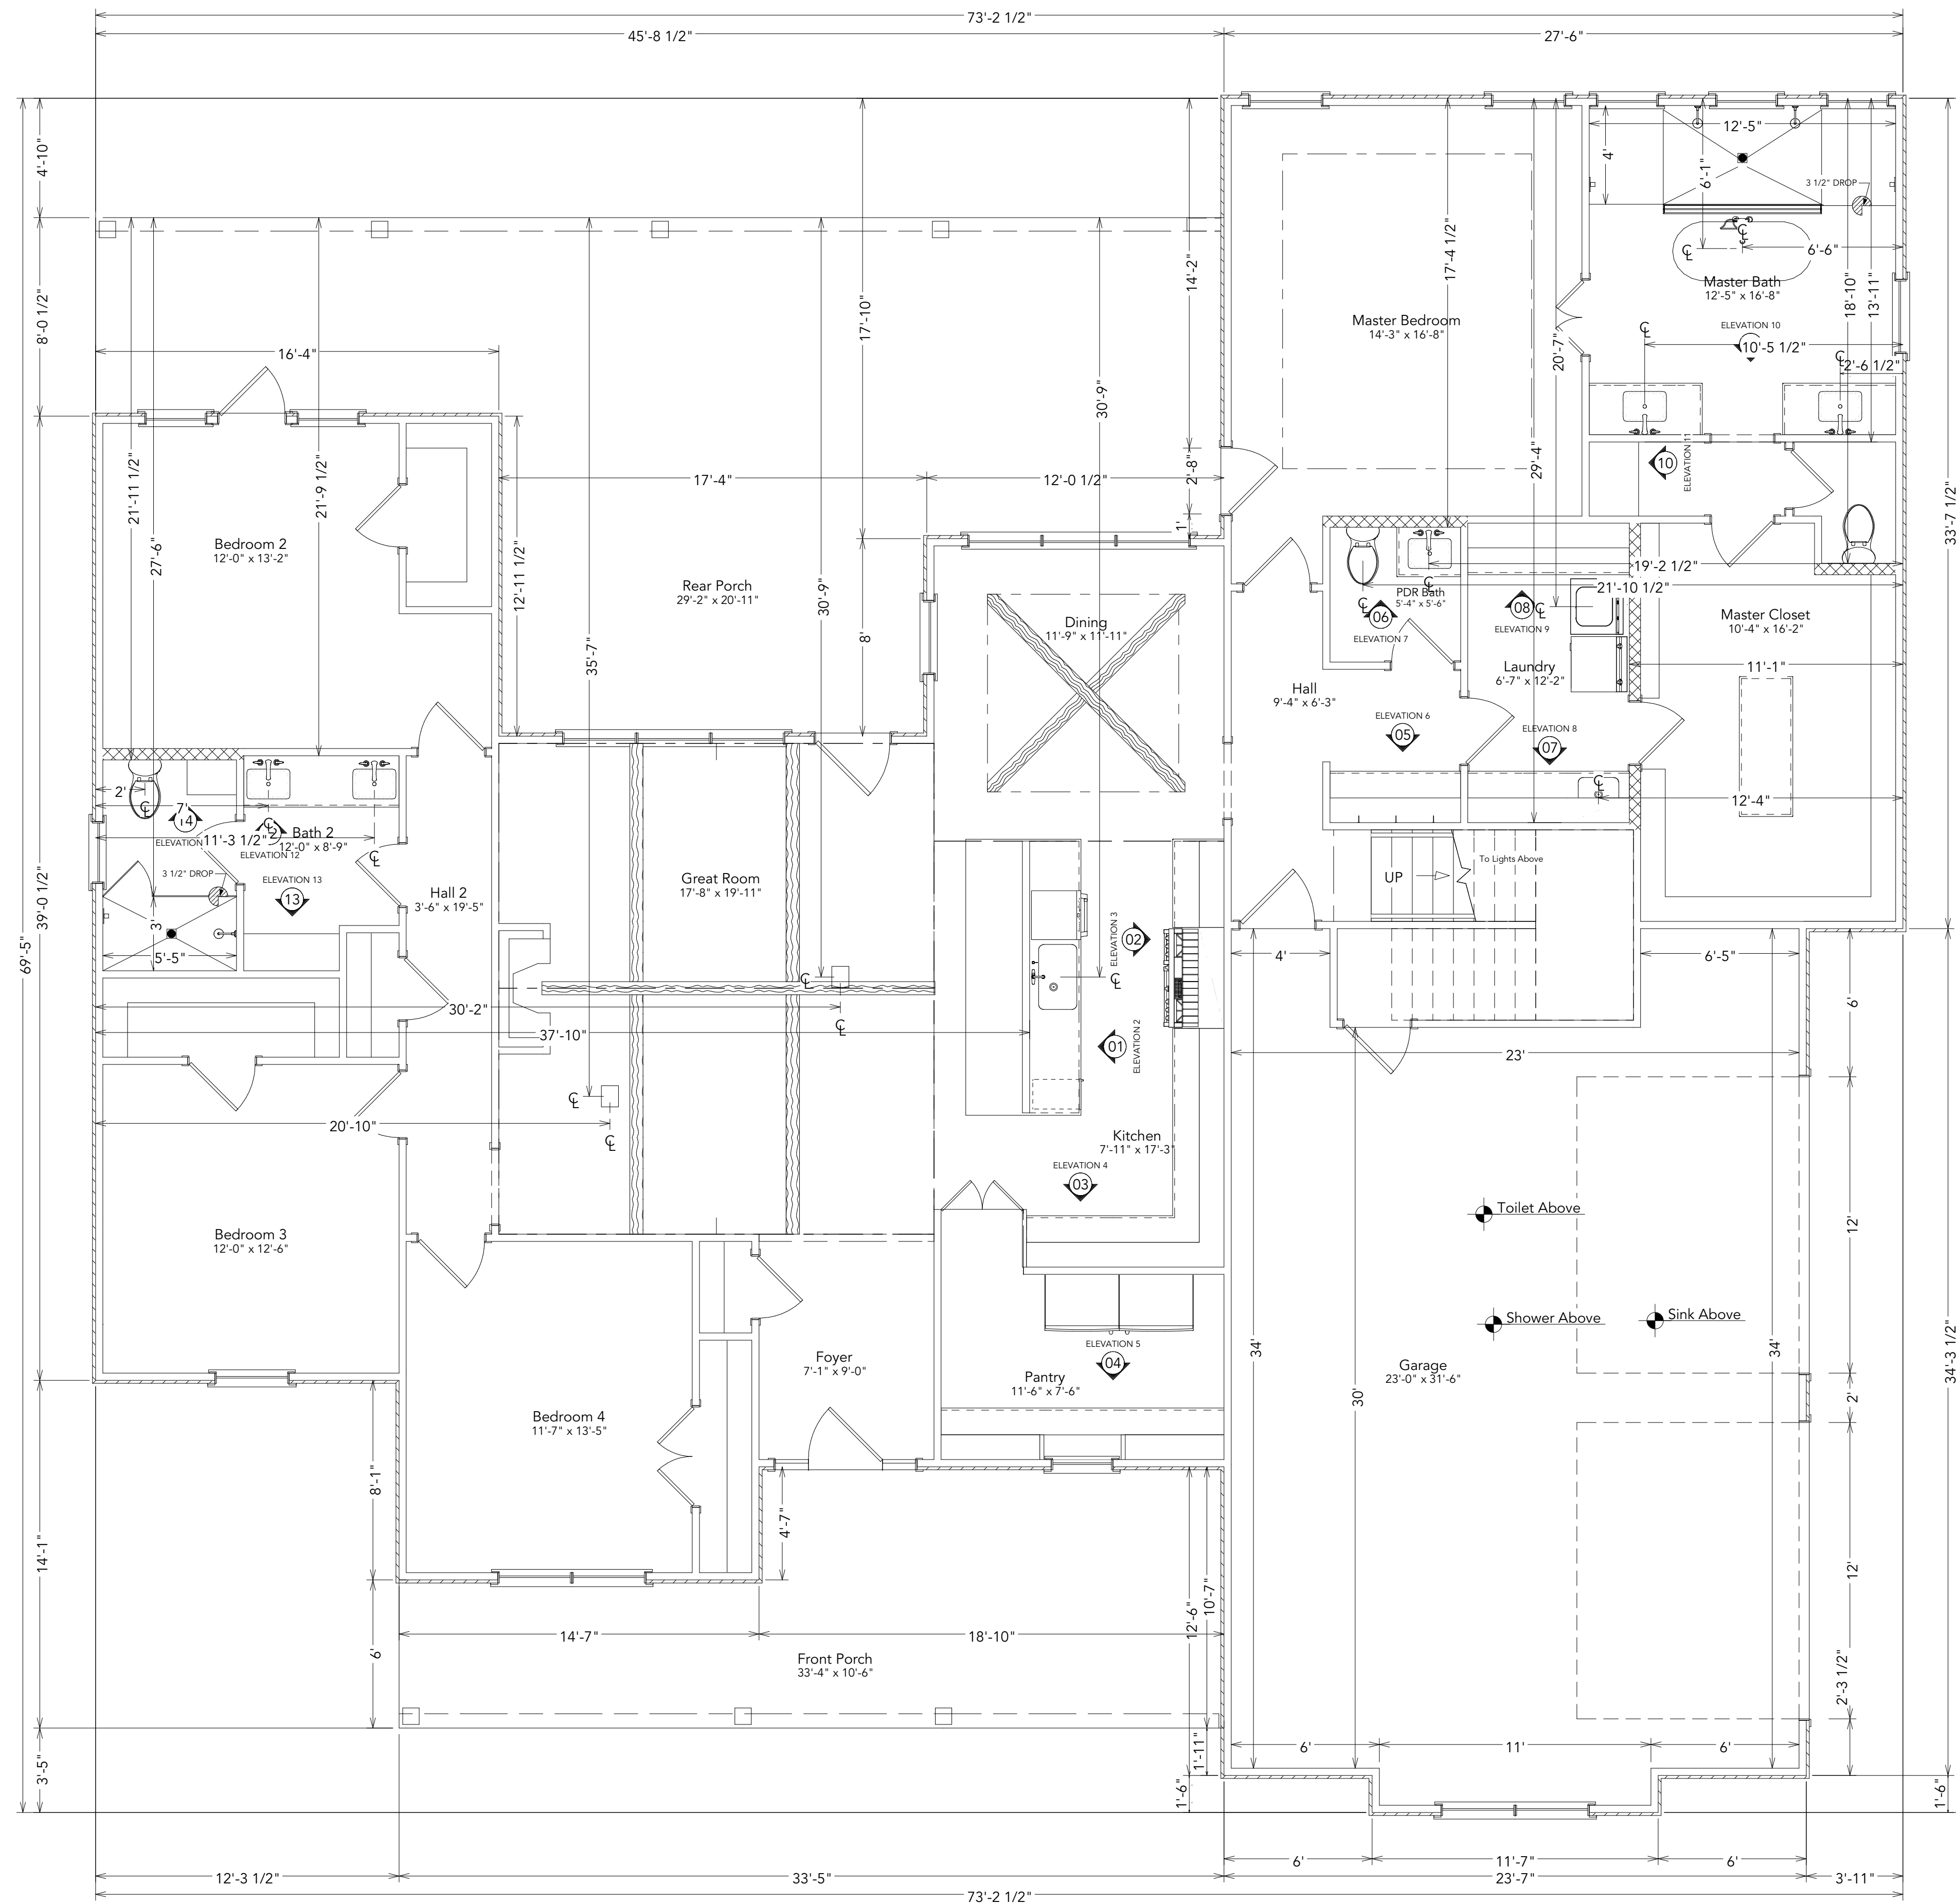 73'-2 1/2"
45'-8 1/2"
27'-6"
4'-10"
8'-0 1/2"
39'-0 1/2"
69'-5"
14'-1"
3'-5"
16'-4"
21'-11 1/2"
27'-6"
21'-9 1/2"
12'-11 1/2"
35'-7"
30'-9"
17'-10"
8'
30'-9"
14'-2"
2'-8"
1'
17'-4"
12'-0 1/2"
17'-4 1/2"
29'-4"
20'-7"
4'
6'-1"
12'-5"
3 1/2" DROP
6'-6"
18'-10"
13'-11"
33'-7 1/2"
Master Bath
12'-5" x 16'-8"
ELEVATION 10
10'-5 1/2"
2'-6 1/2"
Master Bedroom
14'-3" x 16'-8"
10
ELEVATION 11
Bedroom 2
12'-0" x 13'-2"
Rear Porch
29'-2" x 20'-11"
Dining
11'-9" x 11'-11"
19'-2 1/2"
21'-10 1/2"
PDR Bath
5'-4" x 5'-6"
06
ELEVATION 7
08
ELEVATION 9
Master Closet
10'-4" x 16'-2"
11'-1"
Laundry
6'-7" x 12'-2"
Hall
9'-4" x 6'-3"
ELEVATION 6
05
ELEVATION 8
07
12'-4"
2'
7'
14
ELEVATION
11'-3 1/2"
2
Bath 2
12'-0" x 8'-9"
ELEVATION 12
3 1/2" DROP
ELEVATION 13
13
3'
5'-5"
Hall 2
3'-6" x 19'-5"
Great Room
17'-8" x 19'-11"
To Lights Above
UP
02
ELEVATION 3
01
ELEVATION 2
30'-2"
37'-10"
20'-10"
4'
6'-5"
23'
6'
Kitchen
7'-11" x 17'-3"
ELEVATION 4
03
Toilet Above
Shower Above
Sink Above
12'
2'
12'
2'-3 1/2"
34'-3 1/2"
1'-6"
34'
30'
34'
Garage
23'-0" x 31'-6"
Bedroom 3
12'-0" x 12'-6"
Foyer
7'-1" x 9'-0"
ELEVATION 5
04
Pantry
11'-6" x 7'-6"
Bedroom 4
11'-7" x 13'-5"
8'-1"
6'
4'-7"
12'-6"
10'-7"
1'-11"
1'-6"
14'-7"
18'-10"
Front Porch
33'-4" x 10'-6"
6'
11'
6'
6'
11'-7"
6'
12'-3 1/2"
33'-5"
23'-7"
3'-11"
73'-2 1/2"